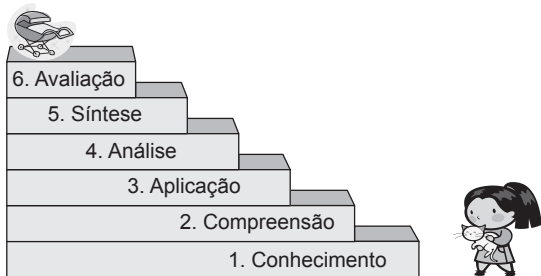 6. Avaliação
5. Síntese
4. Análise
3. Aplicação
2. Compreensão
1. Conhecimento